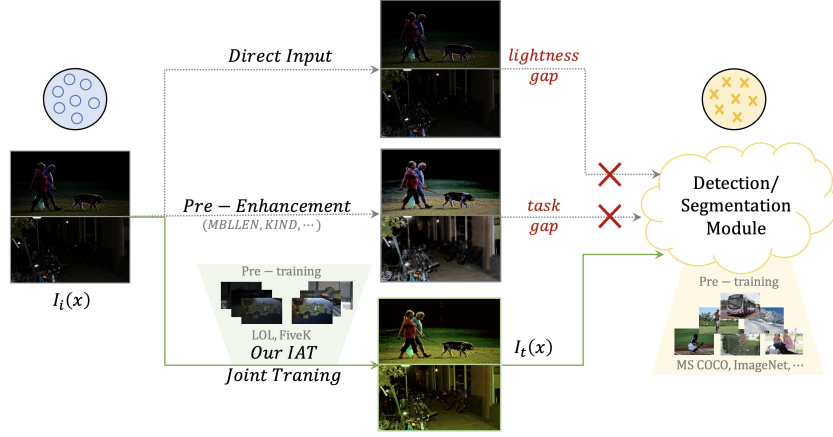 Direct Input
lightness
gap
Pre − Enhancement
(MBLLEN, KIND, ⋯)
task
gap
Detection/
Segmentation
Module
I_i(x)
Pre − training
LOL, FiveK
Our IAT
Joint Traning
I_t(x)
Pre − training
MS COCO, ImageNet, ⋯